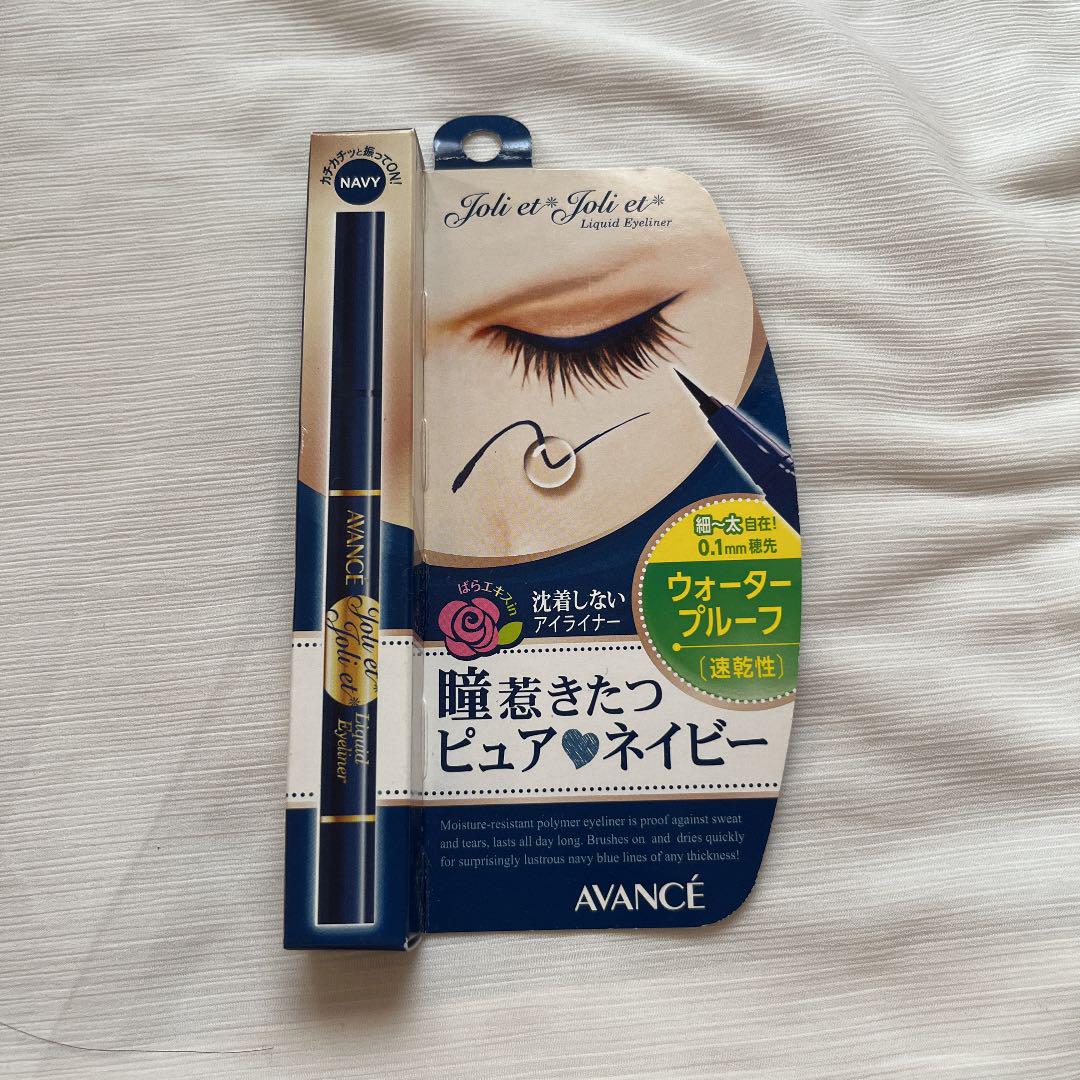 カチカチッと振ってON!
NAVY
AVANCÉ
Joli et*
Joli et*
Liquid
Eyeliner
Joli et* Joli et*
Liquid Eyeliner
細〜太自在!
0.1mm穂先
ウォーター
プルーフ
〔速乾性〕
ばらエキスin
沈着しない
アイライナー
瞳惹きたつ
ピュア♥ネイビー
Moisture-resistant polymer eyeliner is proof against sweat
and tears, lasts all day long. Brushes on and dries quickly
for surprisingly lustrous navy blue lines of any thickness!
AVANCÉ